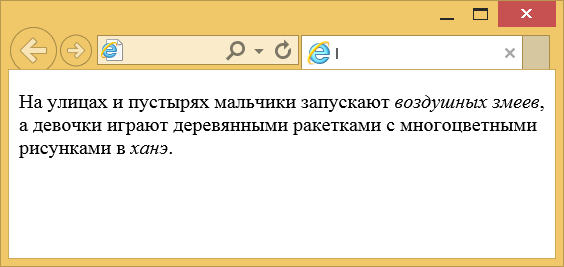 I
На улицах и пустырях мальчики запускают воздушных змеев,
а девочки играют деревянными ракетками с многоцветными
рисунками в ханэ.